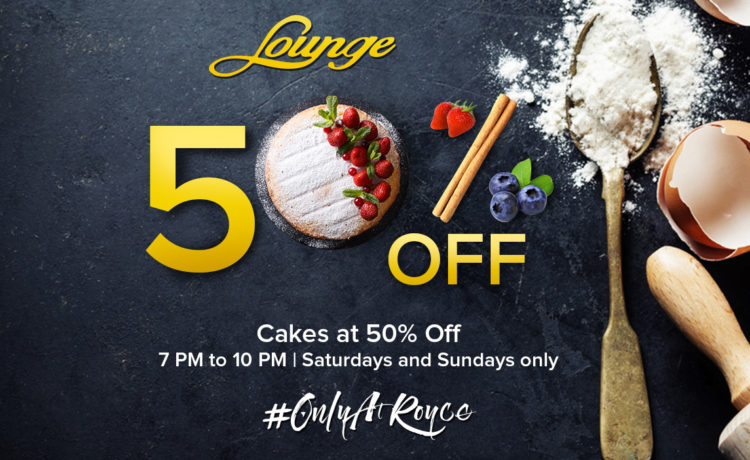 Lounge
50%
OFF
Cakes at 50% Off
7 PM to 10 PM | Saturdays and Sundays only
#OnlyAtRoyce